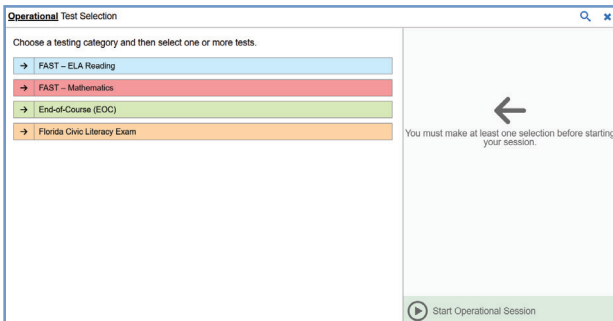 Operational Test Selection
Choose a testing category and then select one or more tests.
FAST – ELA Reading
FAST – Mathematics
End-of-Course (EOC)
Florida Civic Literacy Exam
You must make at least one selection before starting
your session.
Start Operational Session